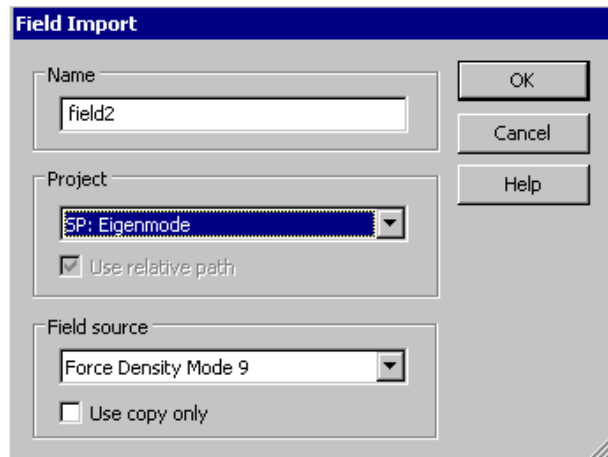 Field Import
Name
field2
OK
Cancel
Help
Project
SP: Eigenmode
Use relative path
Field source
Force Density Mode 9
Use copy only